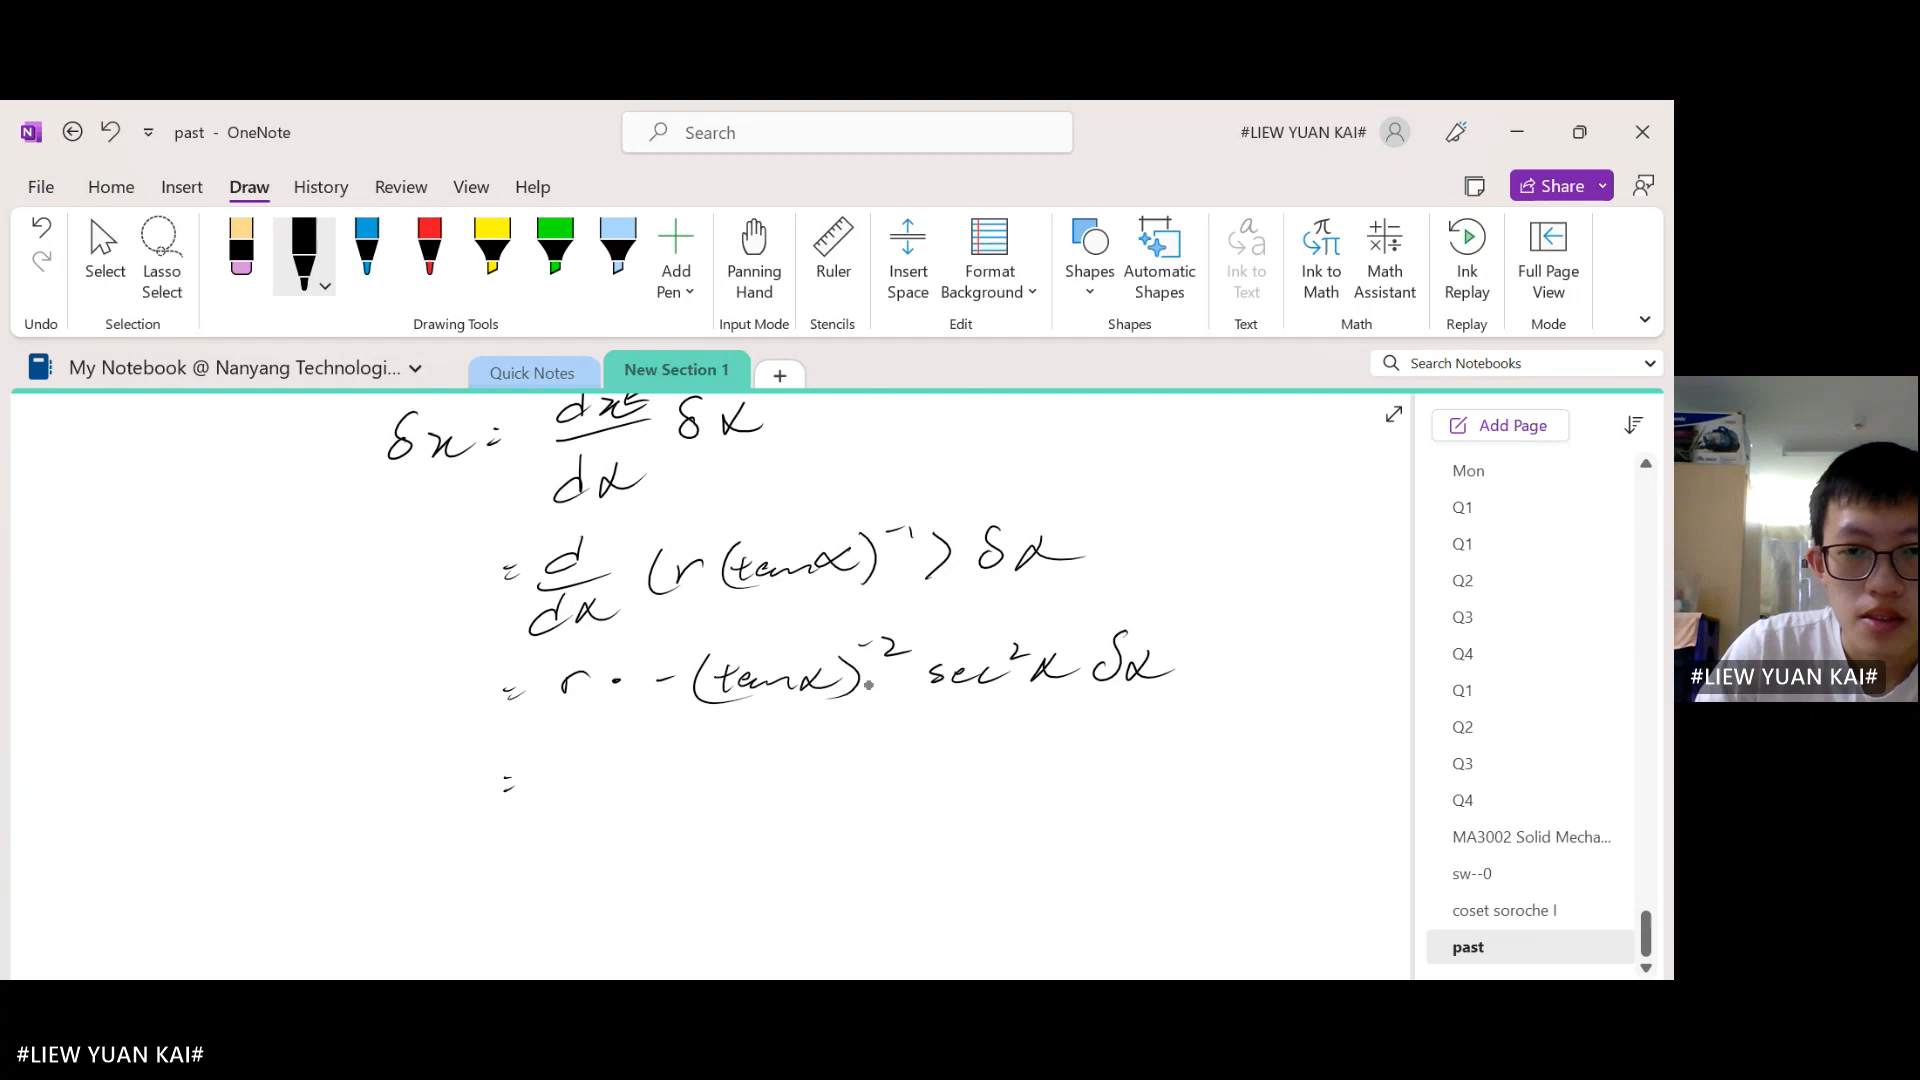 past - OneNote
Search
#LIEW YUAN KAI#
File Home Insert Draw History Review View Help
Share
Select
Lasso Select
Add Pen
Panning Hand
Ruler
Insert Space
Format Background
Shapes
Automatic Shapes
Ink to Text
Ink to Math
Math Assistant
Ink Replay
Full Page View
Undo
Selection
Drawing Tools
Input Mode
Stencils
Edit
Shapes
Text
Math
Replay
Mode
My Notebook @ Nanyang Technologi...
Quick Notes
New Section 1
+
Search Notebooks
δx = δα
dα
= d/dα (r (tanα)⁻¹) δα
= r · -(tanα)⁻² sec²α δα
=
Add Page
Mon
Q1
Q1
Q2
Q3
Q4
Q1
Q2
Q3
Q4
MA3002 Solid Mecha...
sw--0
coset soroche I
past
#LIEW YUAN KAI#
#LIEW YUAN KAI#